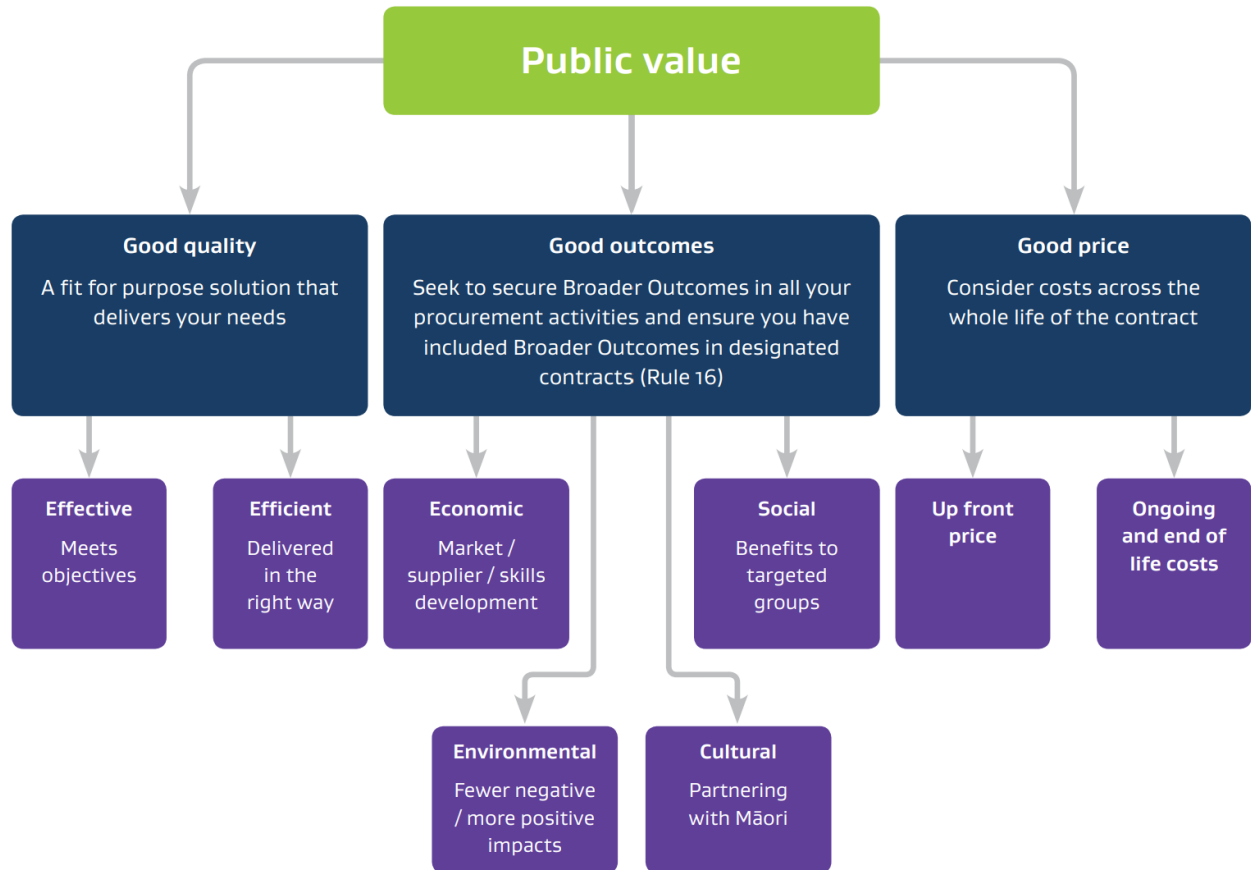 Public value
Good quality
A fit for purpose solution that
delivers your needs
Good outcomes
Seek to secure Broader Outcomes in all your
procurement activities and ensure you have
included Broader Outcomes in designated
contracts (Rule 16)
Good price
Consider costs across the
whole life of the contract
Effective
Meets
objectives
Efficient
Delivered
in the
right way
Economic
Market /
supplier / skills
development
Social
Benefits to
targeted
groups
Up front
price
Ongoing
and end of
life costs
Environmental
Fewer negative
/ more positive
impacts
Cultural
Partnering
with Māori